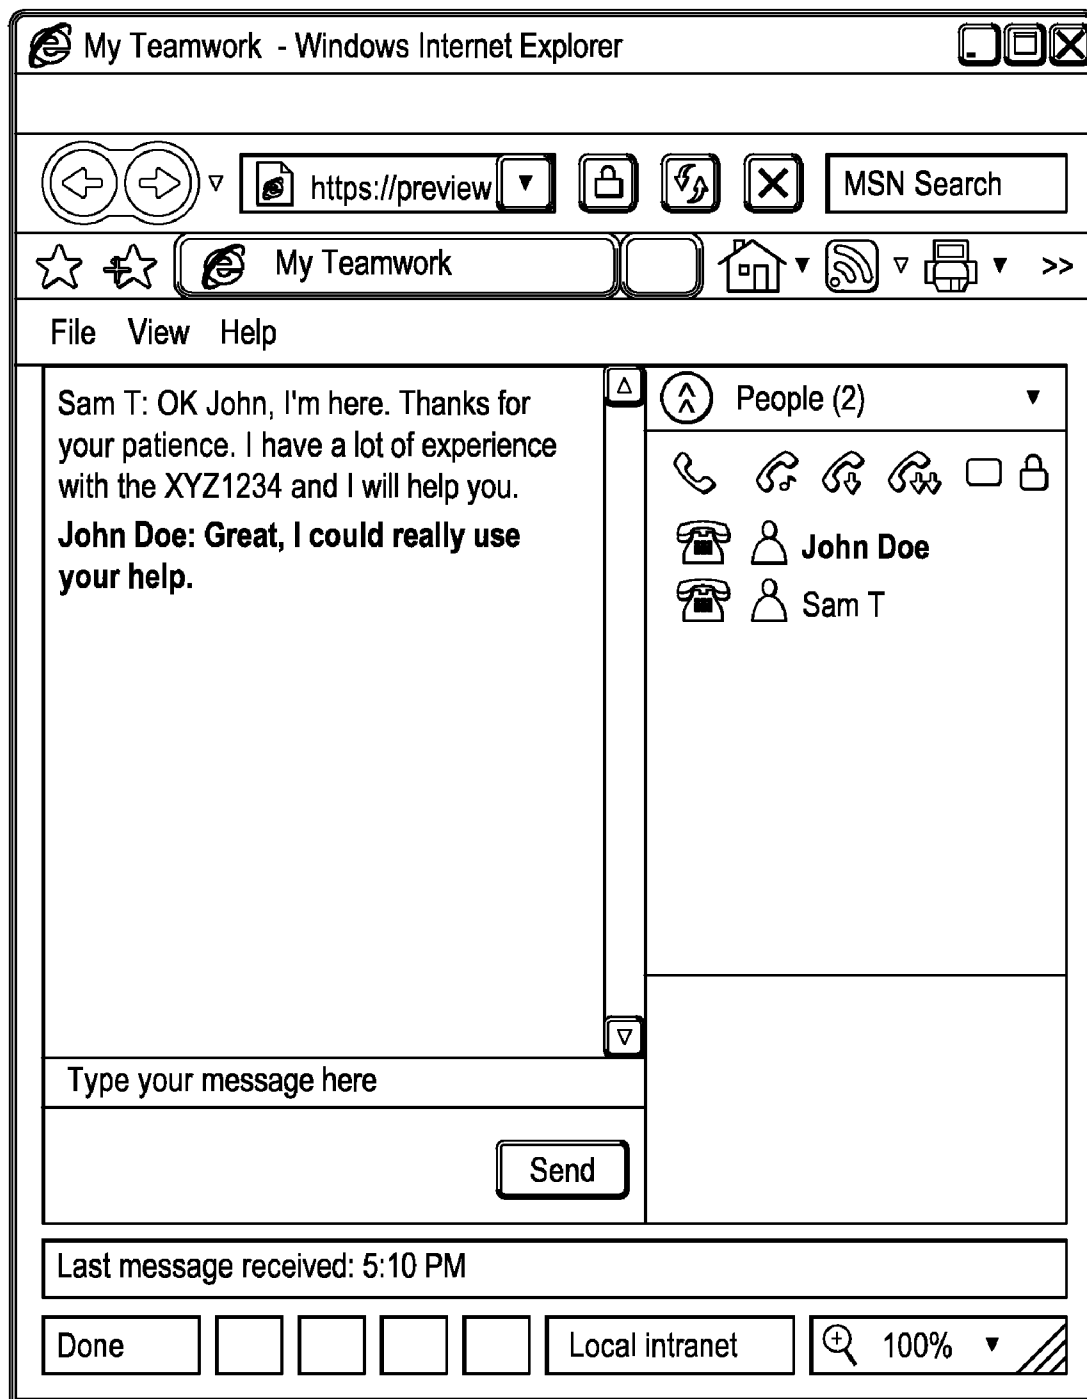 My Teamwork - Windows Internet Explorer
https://preview
MSN Search
My Teamwork
>>
File View Help
Sam T: OK John, I'm here. Thanks for
your patience. I have a lot of experience
with the XYZ1234 and I will help you.
John Doe: Great, I could really use
your help.
People (2)
John Doe
Sam T
Type your message here
Send
Last message received: 5:10 PM
Done
Local intranet
100%